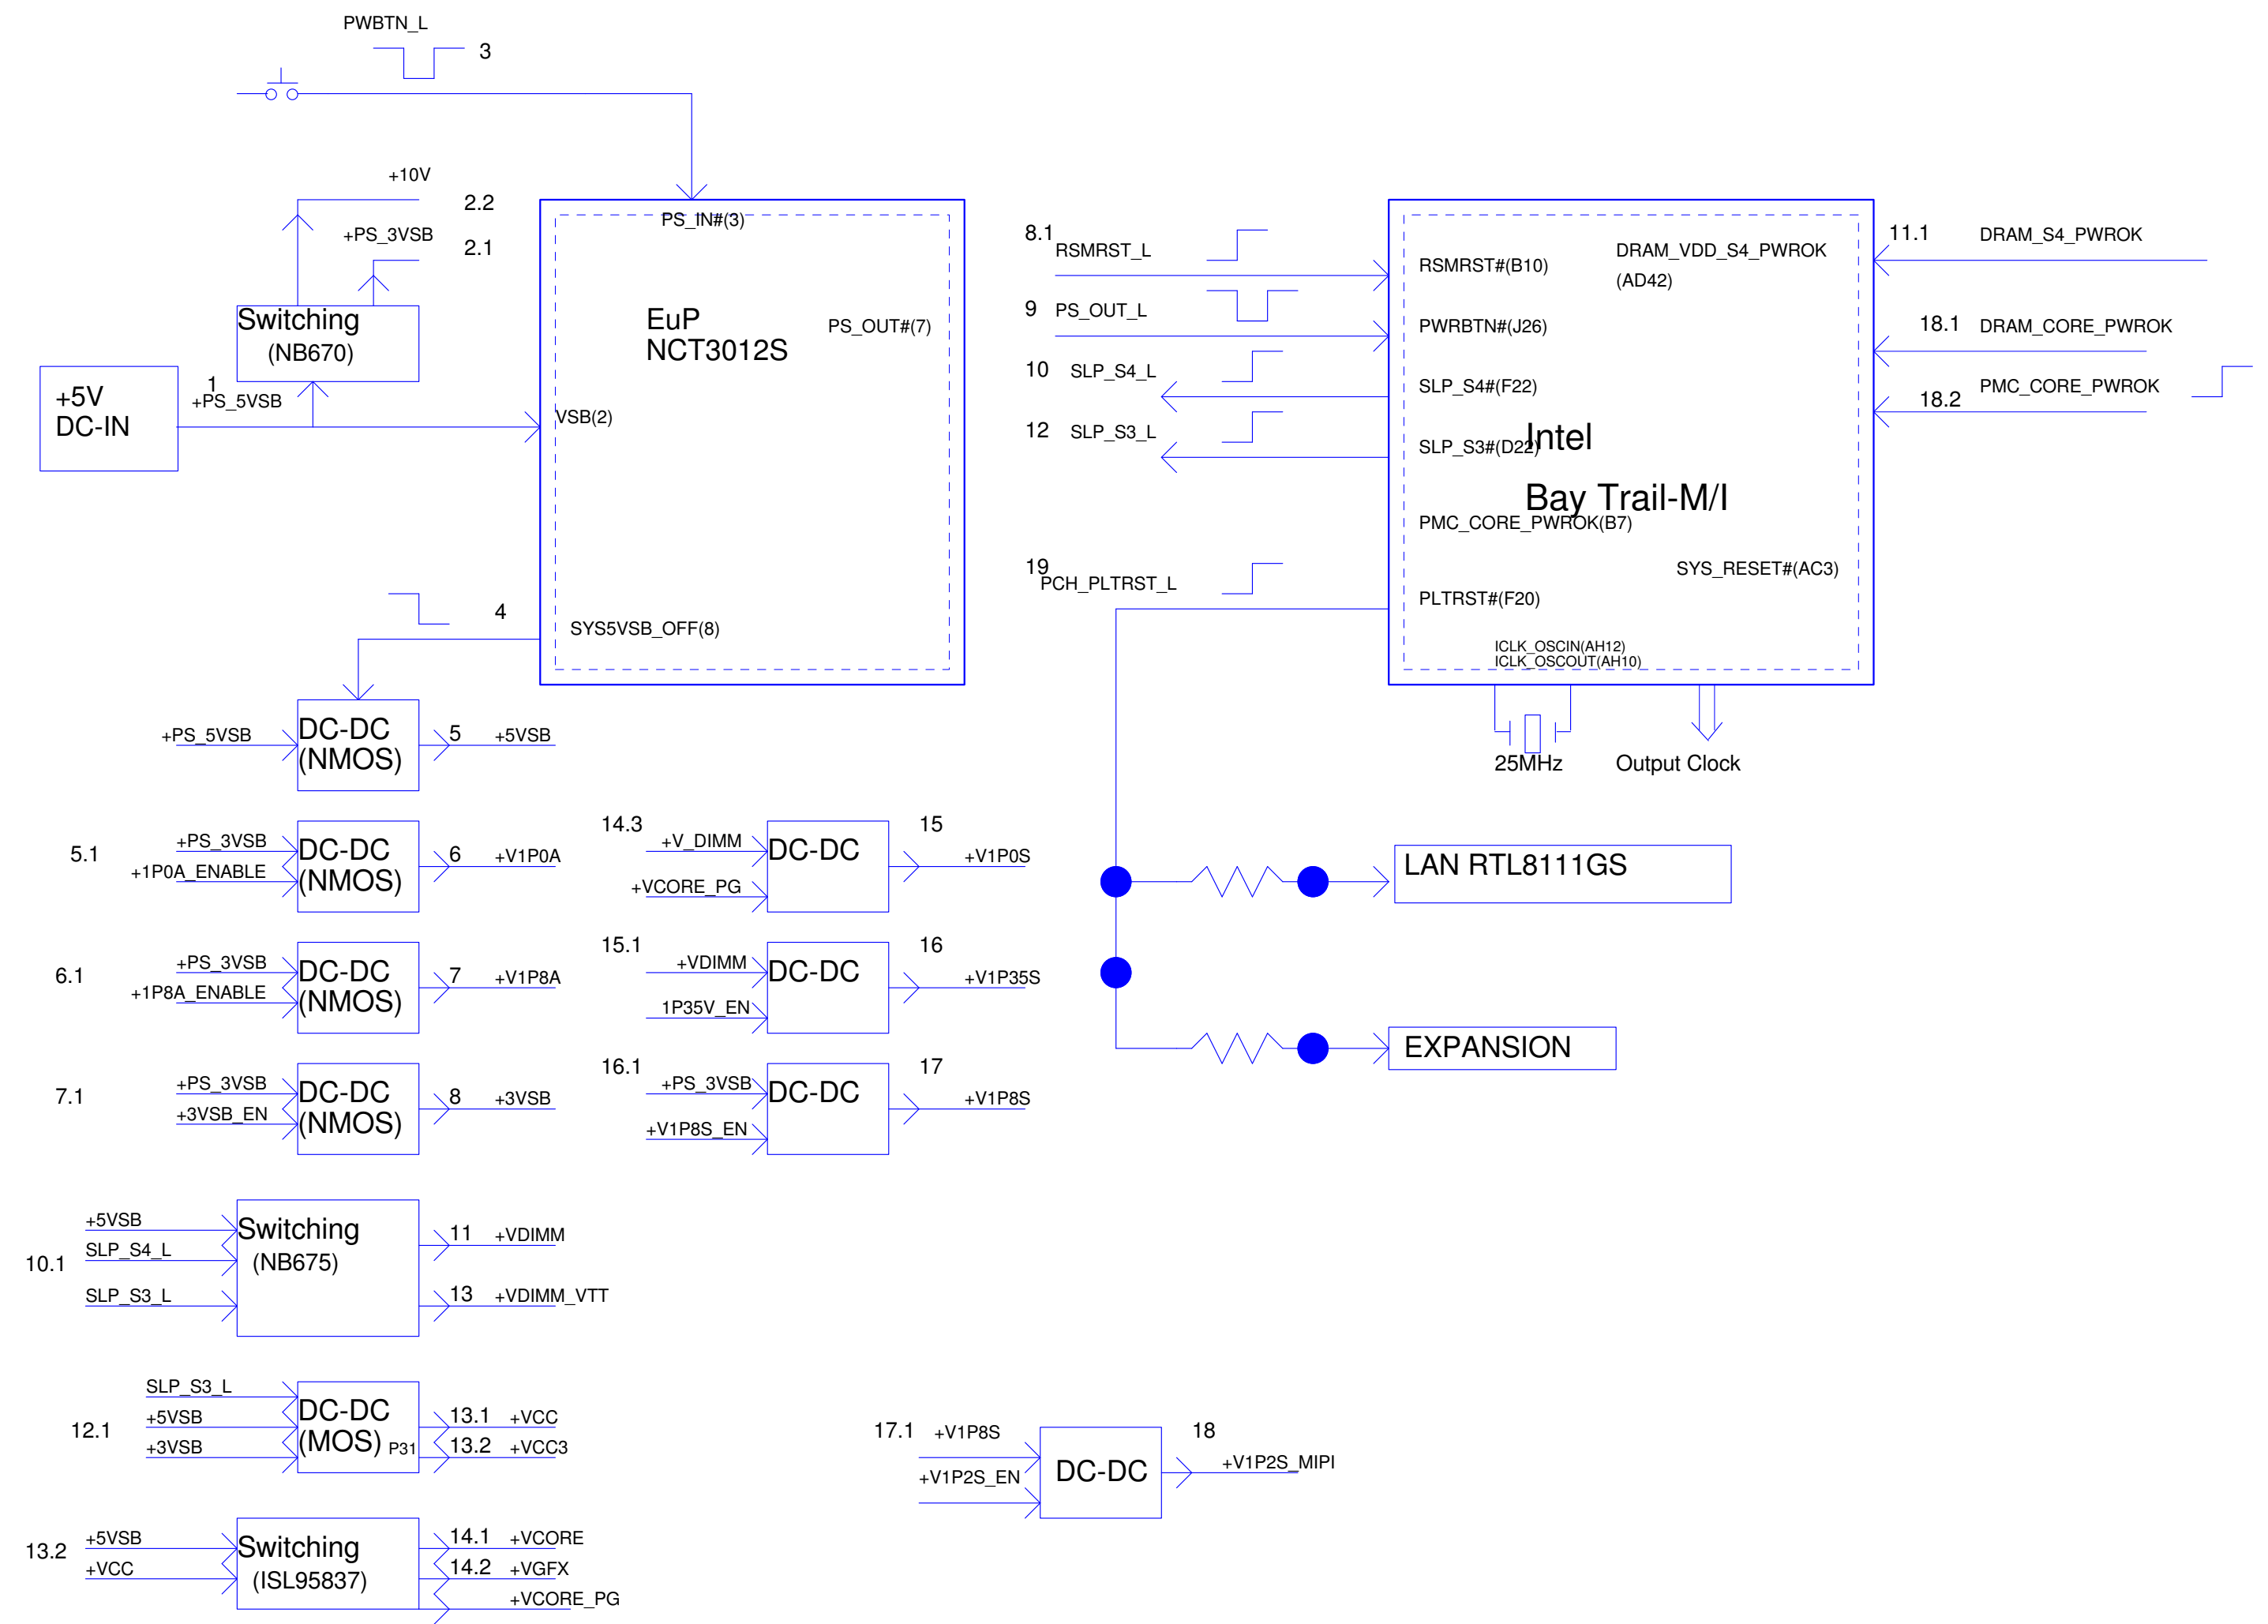 PWBTN_L
3
+10V
2.2
+PS_3VSB
2.1
Switching
(NB670)
+5V
DC-IN
1
+PS_5VSB
PS_IN#(3)
EuP
NCT3012S
PS_OUT#(7)
VSB(2)
SYS5VSB_OFF(8)
4
8.1
RSMRST_L
9
PS_OUT_L
10
SLP_S4_L
12
SLP_S3_L
19
PCH_PLTRST_L
RSMRST#(B10)
DRAM_VDD_S4_PWROK
(AD42)
PWRBTN#(J26)
SLP_S4#(F22)
SLP_S3#(D22)
Intel
Bay Trail-M/I
PMC_CORE_PWROK(B7)
SYS_RESET#(AC3)
PLTRST#(F20)
ICLK_OSCIN(AH12)
ICLK_OSCOUT(AH10)
25MHz
Output Clock
11.1
DRAM_S4_PWROK
18.1
DRAM_CORE_PWROK
18.2
PMC_CORE_PWROK
+PS_5VSB
DC-DC
(NMOS)
5
+5VSB
5.1
+PS_3VSB
+1P0A_ENABLE
DC-DC
(NMOS)
6
+V1P0A
6.1
+PS_3VSB
+1P8A_ENABLE
DC-DC
(NMOS)
7
+V1P8A
7.1
+PS_3VSB
+3VSB_EN
DC-DC
(NMOS)
8
+3VSB
14.3
+V_DIMM
+VCORE_PG
DC-DC
15
+V1P0S
15.1
+VDIMM
1P35V_EN
DC-DC
16
+V1P35S
16.1
+PS_3VSB
+V1P8S_EN
DC-DC
17
+V1P8S
LAN RTL8111GS
EXPANSION
10.1
+5VSB
SLP_S4_L
SLP_S3_L
Switching
(NB675)
11
+VDIMM
13
+VDIMM_VTT
12.1
SLP_S3_L
+5VSB
+3VSB
DC-DC
(MOS) P31
13.1
+VCC
13.2
+VCC3
17.1
+V1P8S
+V1P2S_EN
DC-DC
18
+V1P2S_MIPI
13.2
+5VSB
+VCC
Switching
(ISL95837)
14.1
+VCORE
14.2
+VGFX
+VCORE_PG